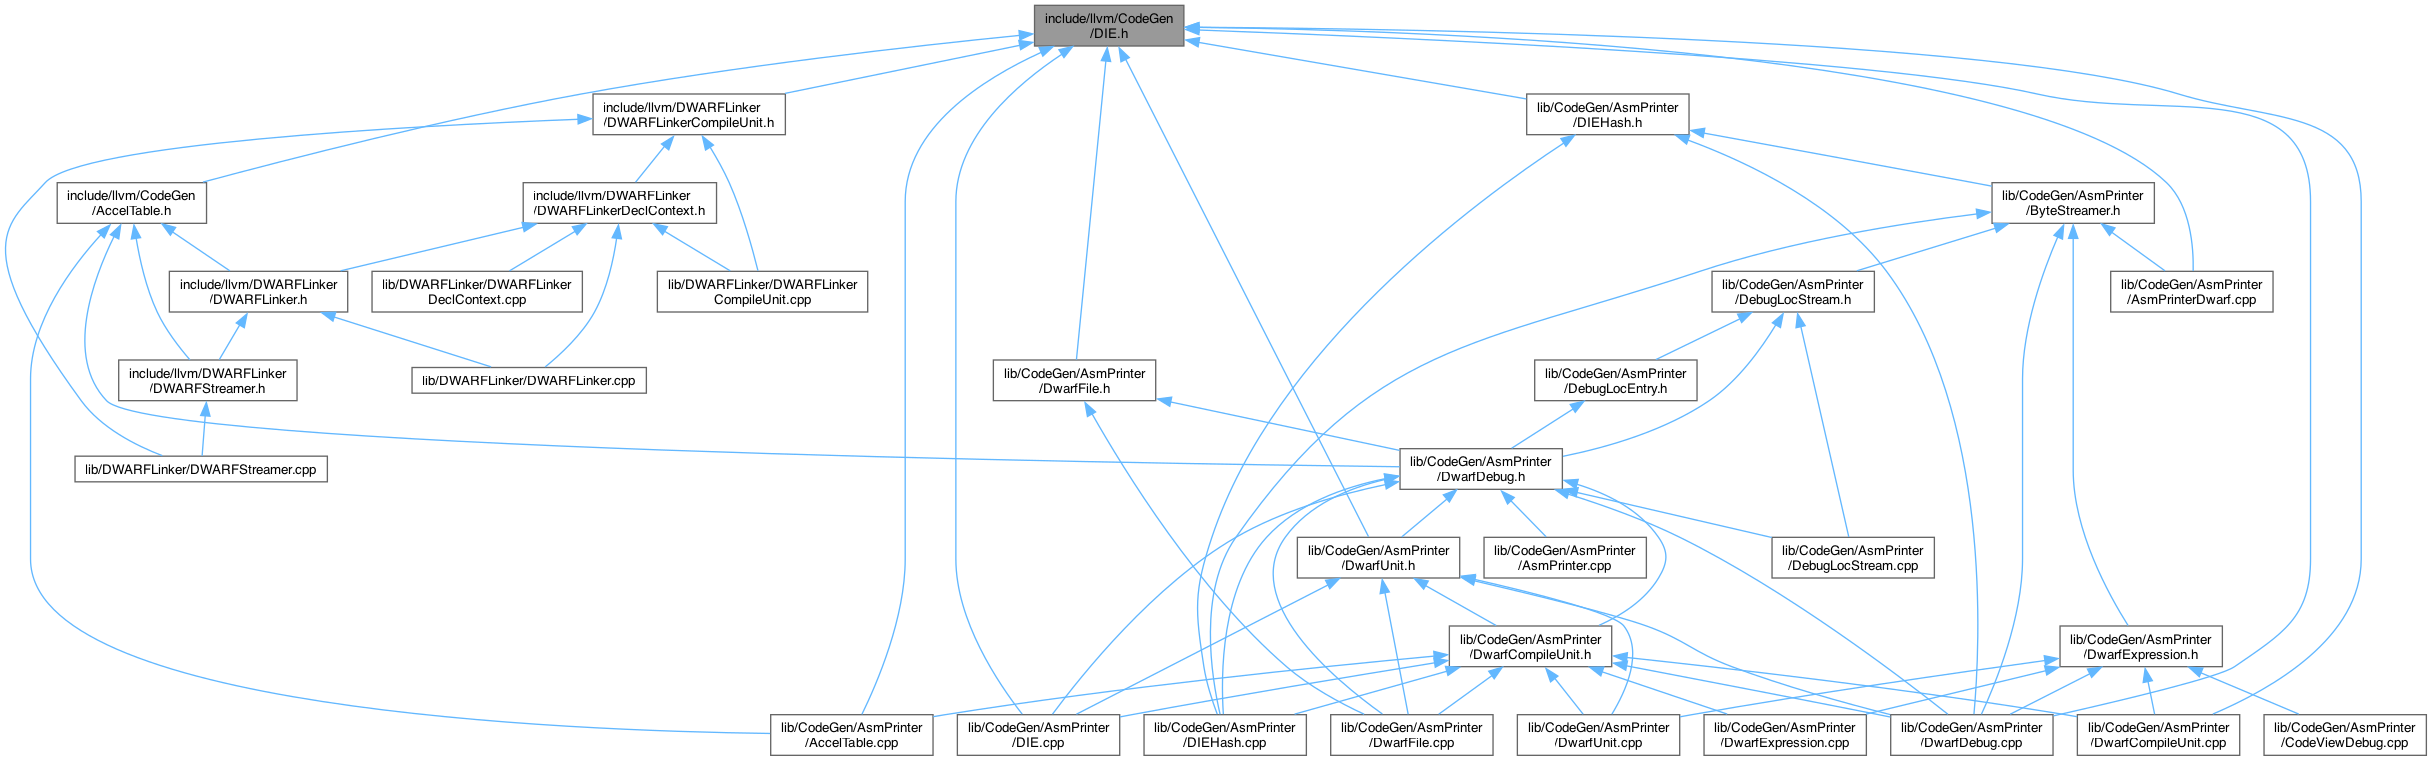 include/llvm/CodeGen
/DIE.h
include/llvm/DWARFLinker
/DWARFLinkerCompileUnit.h
lib/CodeGen/AsmPrinter
/DIEHash.h
include/llvm/CodeGen
/AccelTable.h
include/llvm/DWARFLinker
/DWARFLinkerDeclContext.h
lib/CodeGen/AsmPrinter
/ByteStreamer.h
include/llvm/DWARFLinker
/DWARFLinker.h
lib/DWARFLinker/DWARFLinker
DeclContext.cpp
lib/DWARFLinker/DWARFLinker
CompileUnit.cpp
lib/CodeGen/AsmPrinter
/DebugLocStream.h
lib/CodeGen/AsmPrinter
/AsmPrinterDwarf.cpp
include/llvm/DWARFLinker
/DWARFStreamer.h
lib/DWARFLinker/DWARFLinker.cpp
lib/CodeGen/AsmPrinter
/DwarfFile.h
lib/CodeGen/AsmPrinter
/DebugLocEntry.h
lib/DWARFLinker/DWARFStreamer.cpp
lib/CodeGen/AsmPrinter
/DwarfDebug.h
lib/CodeGen/AsmPrinter
/DwarfUnit.h
lib/CodeGen/AsmPrinter
/AsmPrinter.cpp
lib/CodeGen/AsmPrinter
/DebugLocStream.cpp
lib/CodeGen/AsmPrinter
/DwarfCompileUnit.h
lib/CodeGen/AsmPrinter
/DwarfExpression.h
lib/CodeGen/AsmPrinter
/AccelTable.cpp
lib/CodeGen/AsmPrinter
/DIE.cpp
lib/CodeGen/AsmPrinter
/DIEHash.cpp
lib/CodeGen/AsmPrinter
/DwarfFile.cpp
lib/CodeGen/AsmPrinter
/DwarfUnit.cpp
lib/CodeGen/AsmPrinter
/DwarfExpression.cpp
lib/CodeGen/AsmPrinter
/DwarfDebug.cpp
lib/CodeGen/AsmPrinter
/DwarfCompileUnit.cpp
lib/CodeGen/AsmPrinter
/CodeViewDebug.cpp